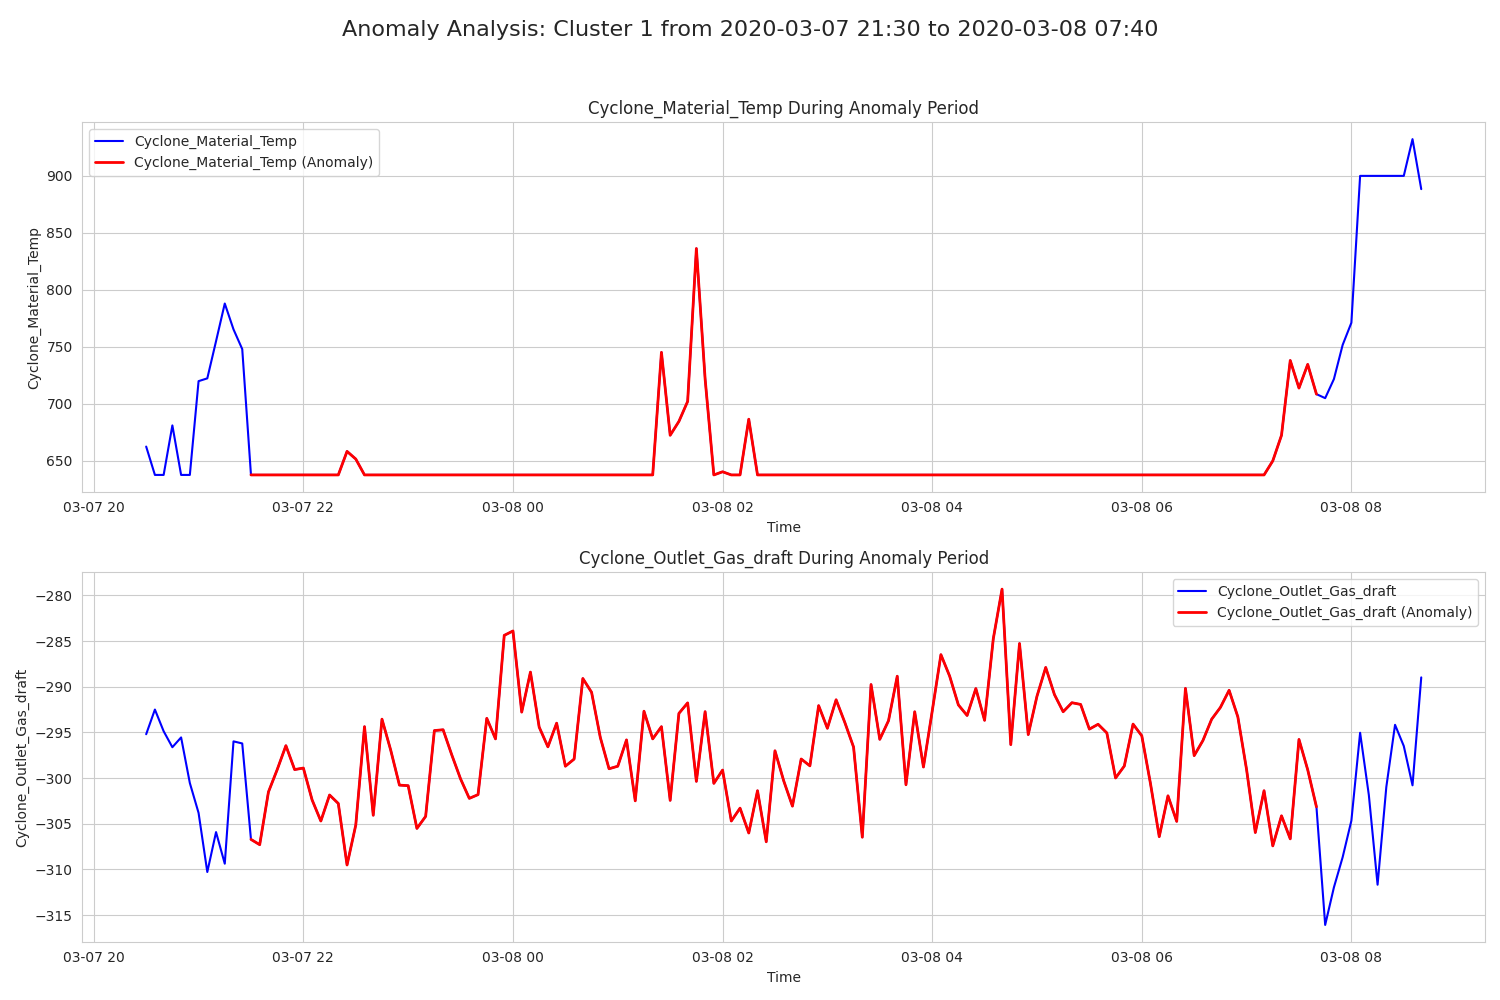 Anomaly Analysis: Cluster 1 from 2020-03-07 21:30 to 2020-03-08 07:40
Cyclone_Material_Temp During Anomaly Period
Cyclone_Material_Temp
Cyclone_Material_Temp (Anomaly)
Cyclone_Material_Temp
900
850
800
750
700
650
03-07 20
03-07 22
03-08 00
03-08 02
03-08 04
03-08 06
03-08 08
Time
Cyclone_Outlet_Gas_draft During Anomaly Period
Cyclone_Outlet_Gas_draft
Cyclone_Outlet_Gas_draft (Anomaly)
Cyclone_Outlet_Gas_draft
−280
−285
−290
−295
−300
−305
−310
−315
03-07 20
03-07 22
03-08 00
03-08 02
03-08 04
03-08 06
03-08 08
Time